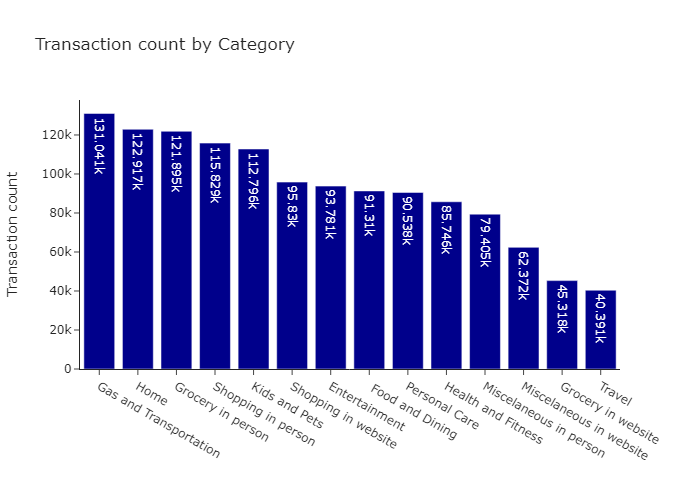 Transaction count by Category
Transaction count
120k
100k
80k
60k
40k
20k
0
131.041k
122.917k
121.895k
115.829k
112.796k
95.83k
93.781k
91.31k
90.538k
85.746k
79.405k
62.372k
45.318k
40.391k
Gas and Transportation
Home
Grocery in person
Shopping in person
Kids and Pets
Shopping in website
Entertainment
Food and Dining
Personal Care
Health and Fitness
Miscelaneous in person
Miscelaneous in website
Grocery in website
Travel